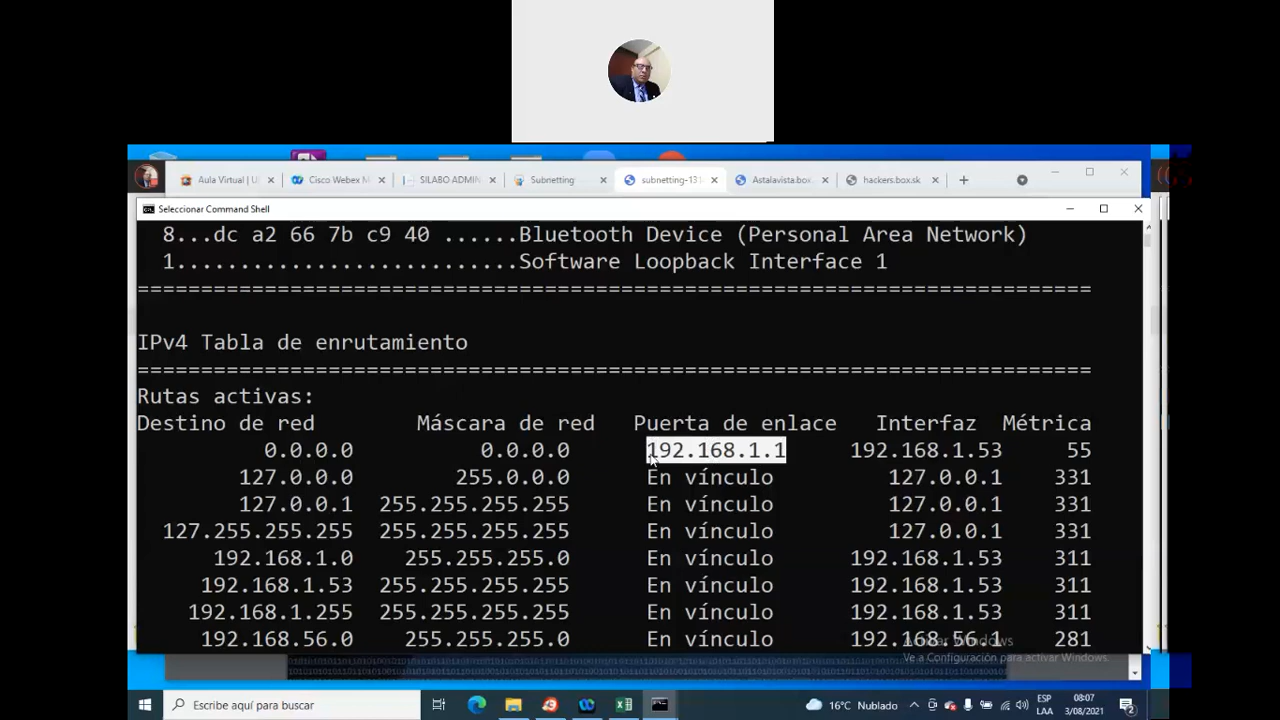 Aula Virtual | U
Cisco Webex M
SILABO ADMIN
Subnetting
subnetting-131
Astalavista.box
hackers.box.sk
Seleccionar Command Shell
8...dc a2 66 7b c9 40 ......Bluetooth Device (Personal Area Network)
1...........................Software Loopback Interface 1
===========================================================================
IPv4 Tabla de enrutamiento
===========================================================================
Rutas activas:
Destino de red Máscara de red Puerta de enlace Interfaz Métrica
0.0.0.0 0.0.0.0 192.168.1.1 192.168.1.53 55
127.0.0.0 255.0.0.0 En vínculo 127.0.0.1 331
127.0.0.1 255.255.255.255 En vínculo 127.0.0.1 331
127.255.255.255 255.255.255.255 En vínculo 127.0.0.1 331
192.168.1.0 255.255.255.0 En vínculo 192.168.1.53 311
192.168.1.53 255.255.255.255 En vínculo 192.168.1.53 311
192.168.1.255 255.255.255.255 En vínculo 192.168.1.53 311
192.168.56.0 255.255.255.0 En vínculo 192.168.56.1 281
Activar Windows
Ve a Configuración para activar Windows.
Escribe aquí para buscar
16°C Nublado
ESP
LAA
08:07
3/08/2021
2